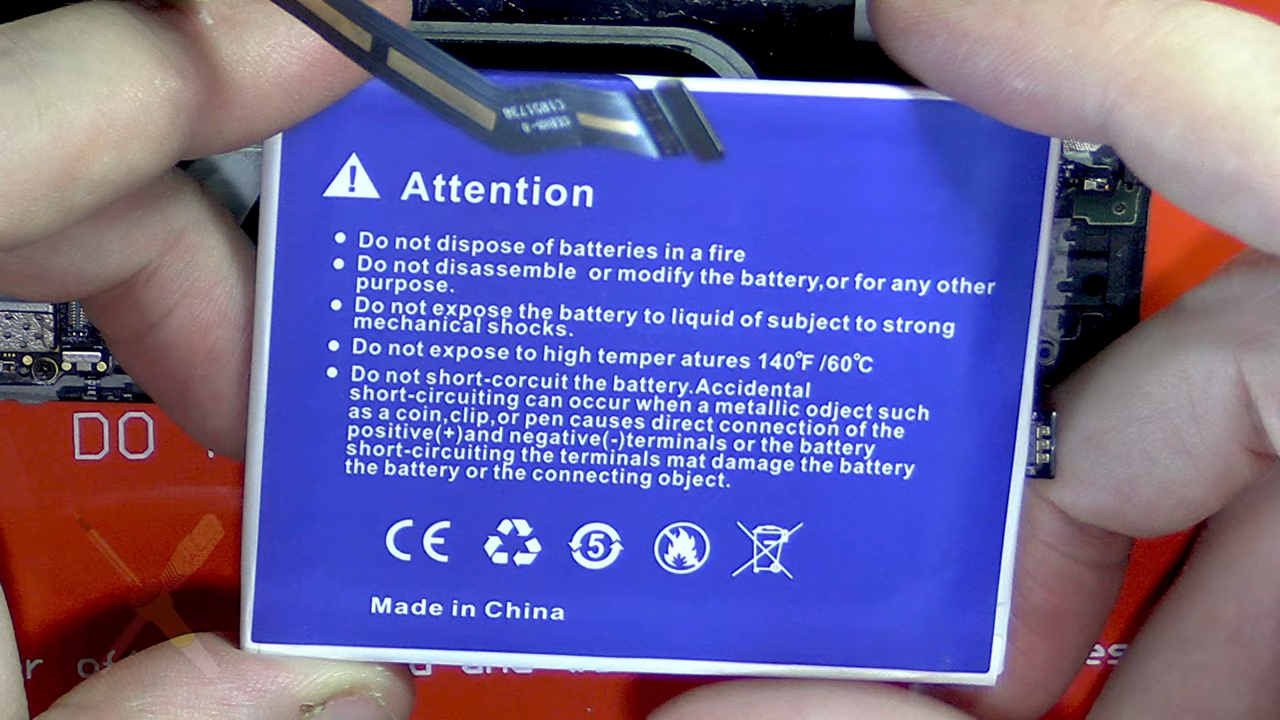 C1851738
Attention
Do not dispose of batteries in a fire
Do not disassemble or modify the battery,or for any other
purpose.
Do not expose the battery to liquid of subject to strong
mechanical shocks.
Do not expose to high temper atures 140°F /60℃
Do not short-corcuit the battery.Accidental
short-circuiting can occur when a metallic odject such
as a coin,clip,or pen causes direct connection of the
positive(+)and negative(-)terminals or the battery
short-circuiting the terminals mat damage the battery
the battery or the connecting object.
CE
5
Made in China
DO